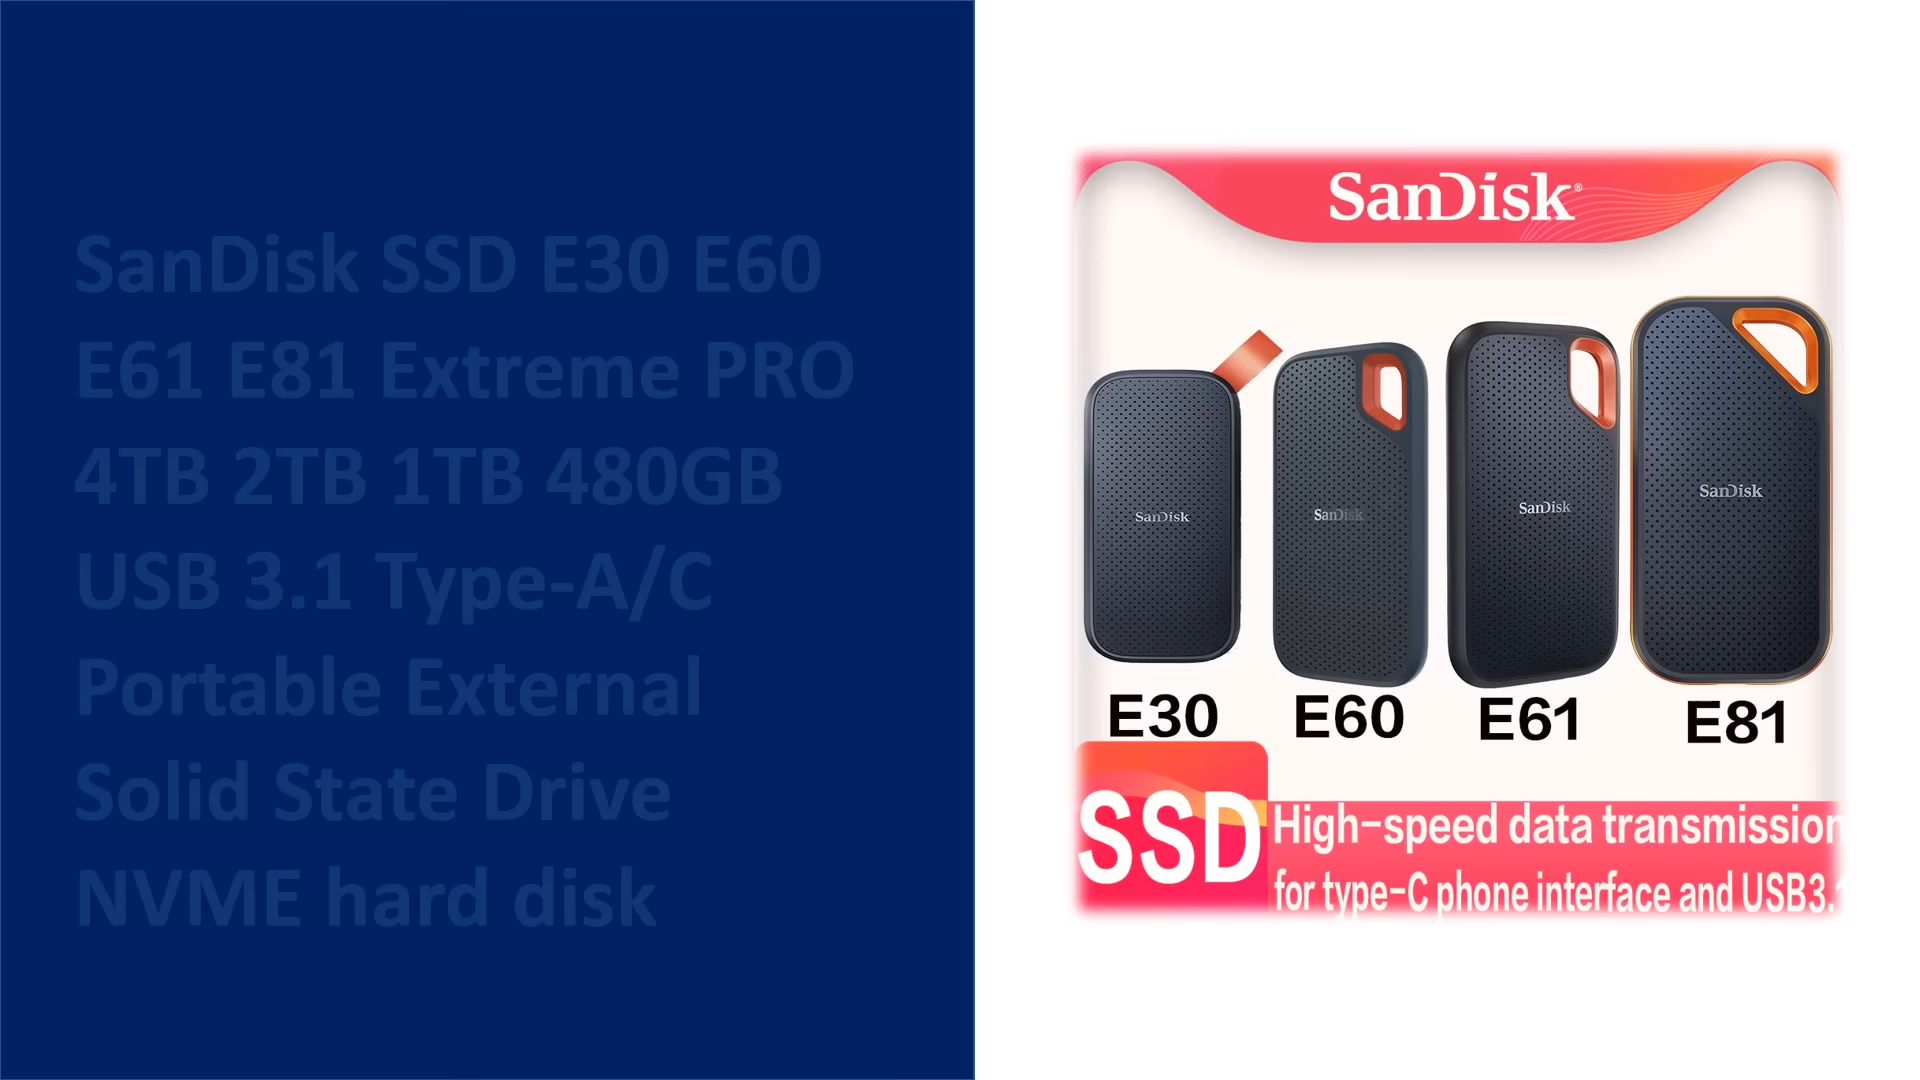 SanDisk SSD E30 E60
E61 E81 Extreme PRO
4TB 2TB 1TB 480GB
USB 3.1 Type-A/C
Portable External
Solid State Drive
NVME hard disk
SanDisk®
SanDisk
SanDisk
SanDisk
SanDisk
E30
E60
E61
E81
SSD
High-speed data transmission
for type-C phone interface and USB3.1